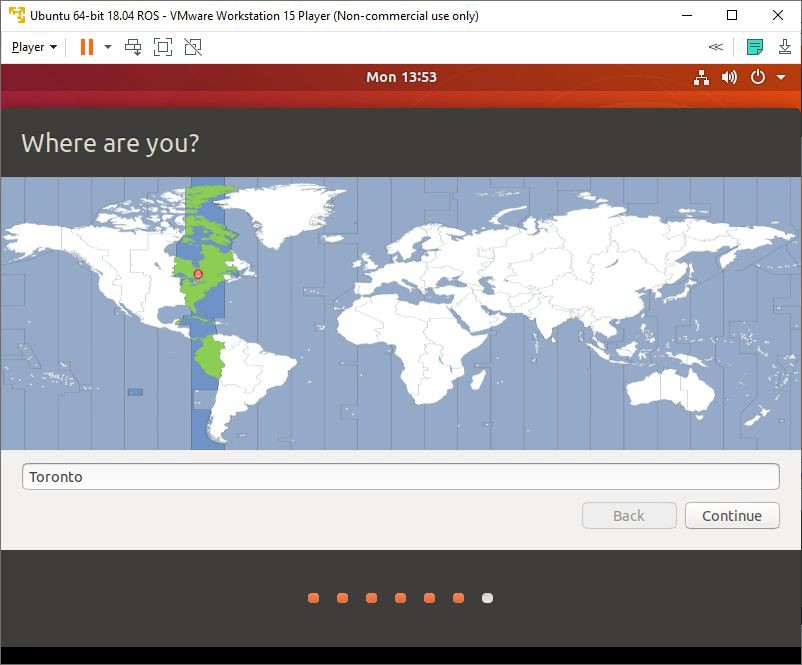 Ubuntu 64-bit 18.04 ROS - VMware Workstation 15 Player (Non-commercial use only)
Player
Mon 13:53
Where are you?
Toronto
Back
Continue